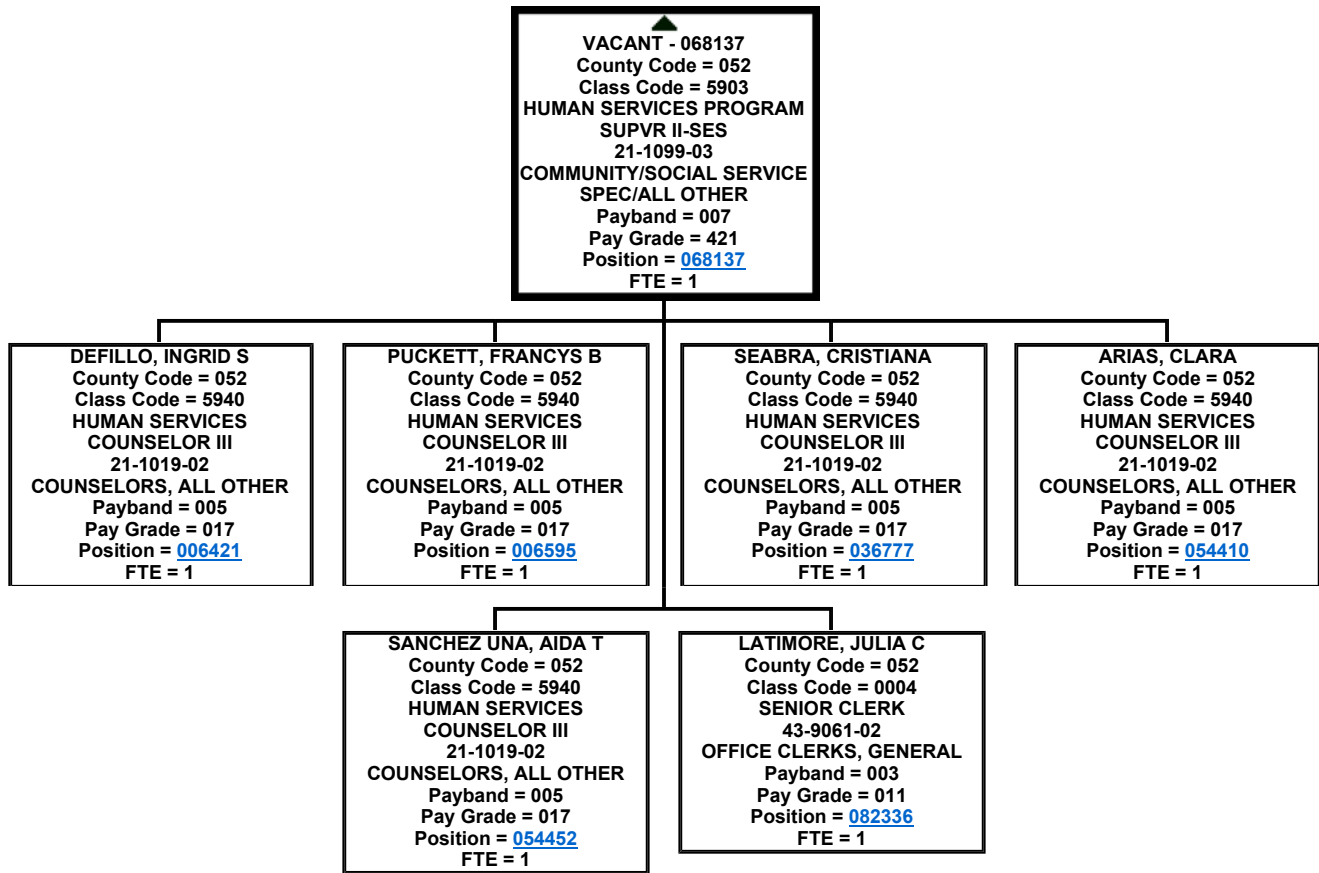 VACANT - 068137
County Code = 052
Class Code = 5903
HUMAN SERVICES PROGRAM
SUPVR II-SES
21-1099-03
COMMUNITY/SOCIAL SERVICE
SPEC/ALL OTHER
Payband = 007
Pay Grade = 421
Position = 068137
FTE = 1
DEFILLO, INGRID S
County Code = 052
Class Code = 5940
HUMAN SERVICES
COUNSELOR III
21-1019-02
COUNSELORS, ALL OTHER
Payband = 005
Pay Grade = 017
Position = 006421
FTE = 1
PUCKETT, FRANCYS B
County Code = 052
Class Code = 5940
HUMAN SERVICES
COUNSELOR III
21-1019-02
COUNSELORS, ALL OTHER
Payband = 005
Pay Grade = 017
Position = 006595
FTE = 1
SEABRA, CRISTIANA
County Code = 052
Class Code = 5940
HUMAN SERVICES
COUNSELOR III
21-1019-02
COUNSELORS, ALL OTHER
Payband = 005
Pay Grade = 017
Position = 036777
FTE = 1
ARIAS, CLARA
County Code = 052
Class Code = 5940
HUMAN SERVICES
COUNSELOR III
21-1019-02
COUNSELORS, ALL OTHER
Payband = 005
Pay Grade = 017
Position = 054410
FTE = 1
SANCHEZ UNA, AIDA T
County Code = 052
Class Code = 5940
HUMAN SERVICES
COUNSELOR III
21-1019-02
COUNSELORS, ALL OTHER
Payband = 005
Pay Grade = 017
Position = 054452
FTE = 1
LATIMORE, JULIA C
County Code = 052
Class Code = 0004
SENIOR CLERK
43-9061-02
OFFICE CLERKS, GENERAL
Payband = 003
Pay Grade = 011
Position = 082336
FTE = 1